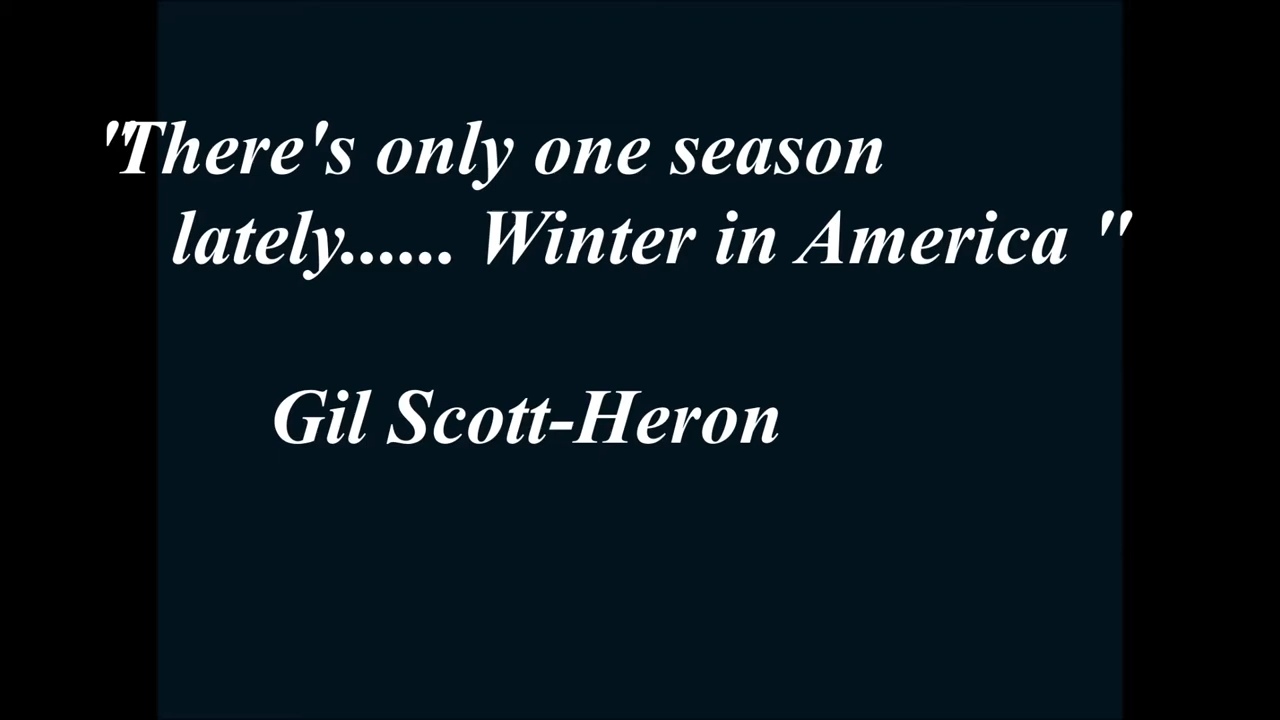 "There's only one season
lately...... Winter in America "
Gil Scott-Heron